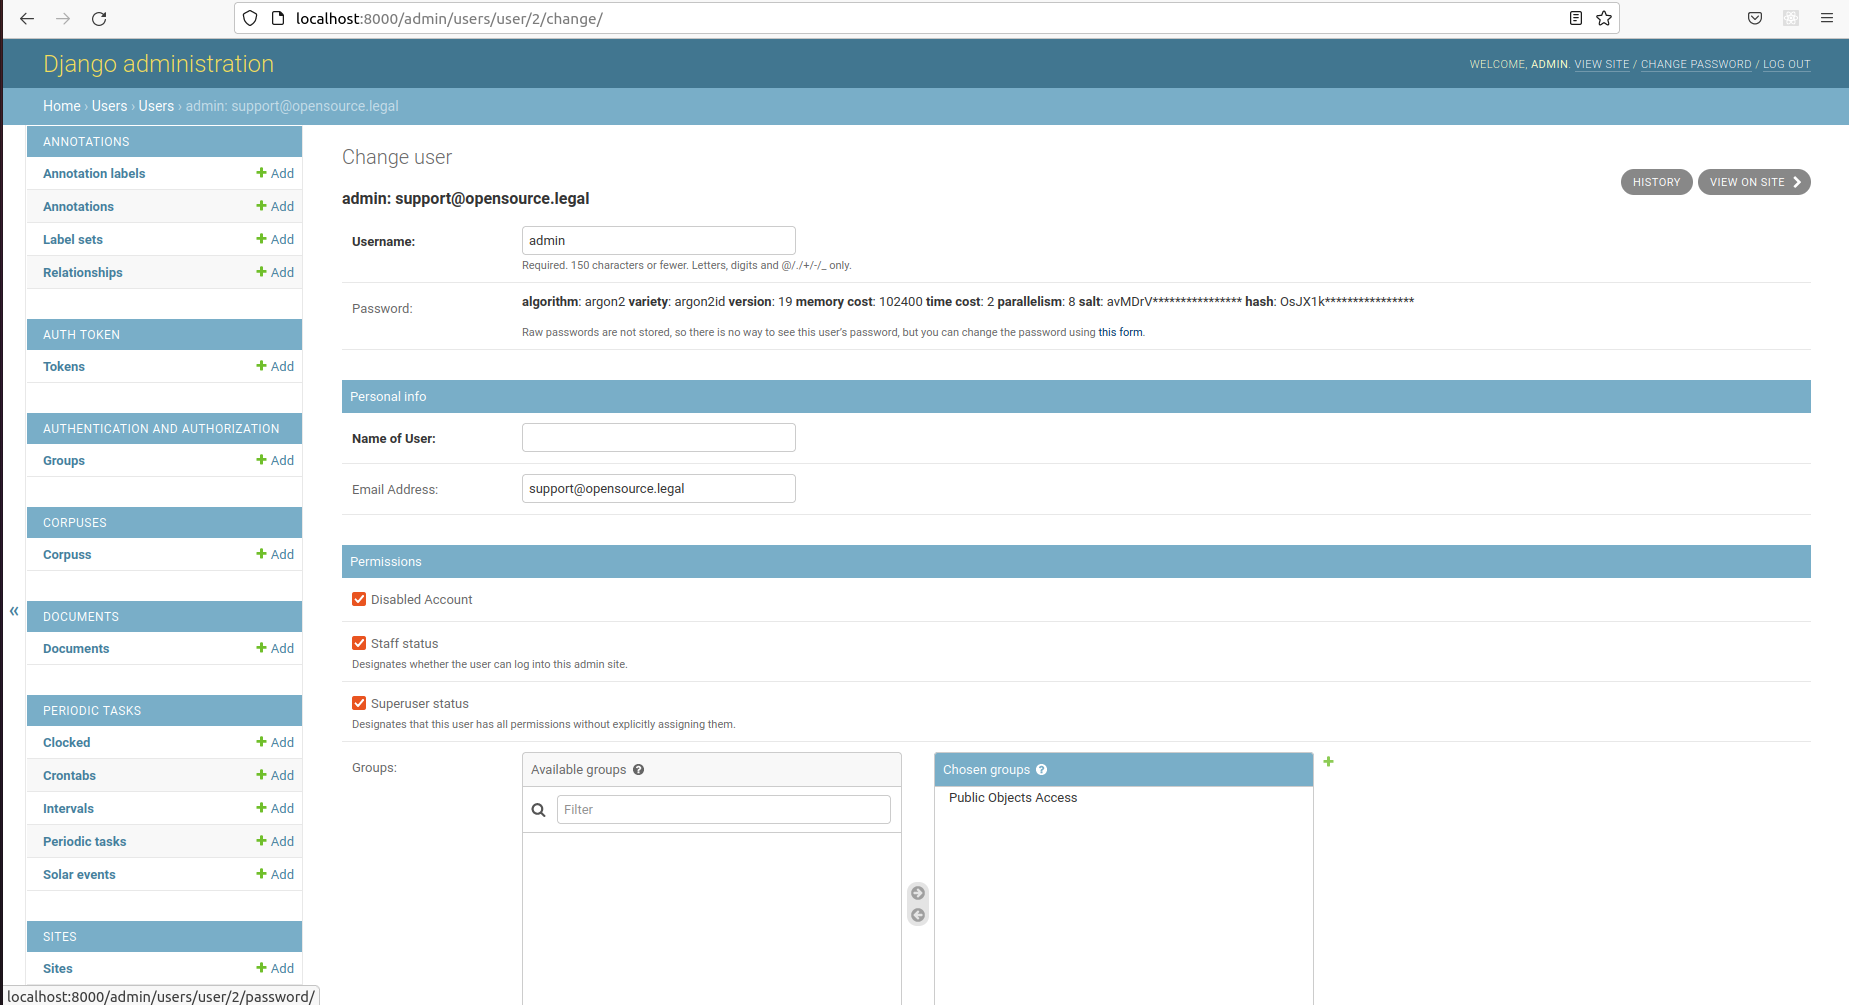 localhost:8000/admin/users/user/2/change/
Django administration
WELCOME, ADMIN. VIEW SITE / CHANGE PASSWORD / LOG OUT
Home › Users › Users › admin: support@opensource.legal
ANNOTATIONS
Annotation labels Add
Annotations Add
Label sets Add
Relationships Add
AUTH TOKEN
Tokens Add
AUTHENTICATION AND AUTHORIZATION
Groups Add
CORPUSES
Corpuss Add
DOCUMENTS
Documents Add
PERIODIC TASKS
Clocked Add
Crontabs Add
Intervals Add
Periodic tasks Add
Solar events Add
SITES
Sites Add
«
Change user
HISTORY
VIEW ON SITE
admin: support@opensource.legal
Username: admin
Required. 150 characters or fewer. Letters, digits and @/./+/-/_ only.
Password: algorithm: argon2 variety: argon2id version: 19 memory cost: 102400 time cost: 2 parallelism: 8 salt: avMDrV**************** hash: OsJX1k****************
Raw passwords are not stored, so there is no way to see this user's password, but you can change the password using this form.
Personal info
Name of User:
Email Address: support@opensource.legal
Permissions
Disabled Account
Staff status
Designates whether the user can log into this admin site.
Superuser status
Designates that this user has all permissions without explicitly assigning them.
Groups:
Available groups ?
Filter
Chosen groups ?
Public Objects Access
localhost:8000/admin/users/user/2/password/